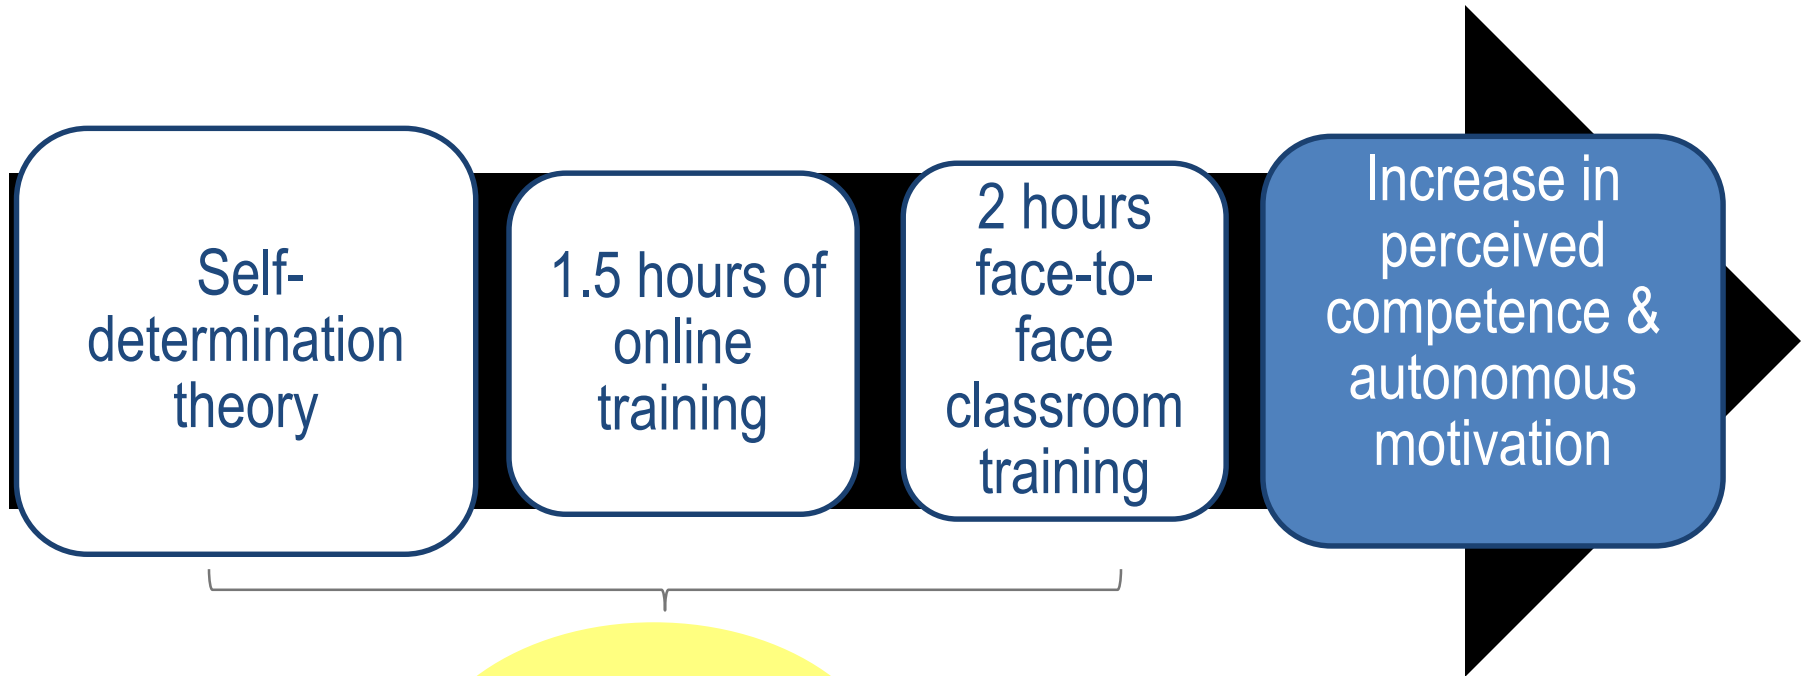 Self-
determination
theory
1.5 hours of
online
training
2 hours
face-to-
face
classroom
training
Increase in
perceived
competence &
autonomous
motivation